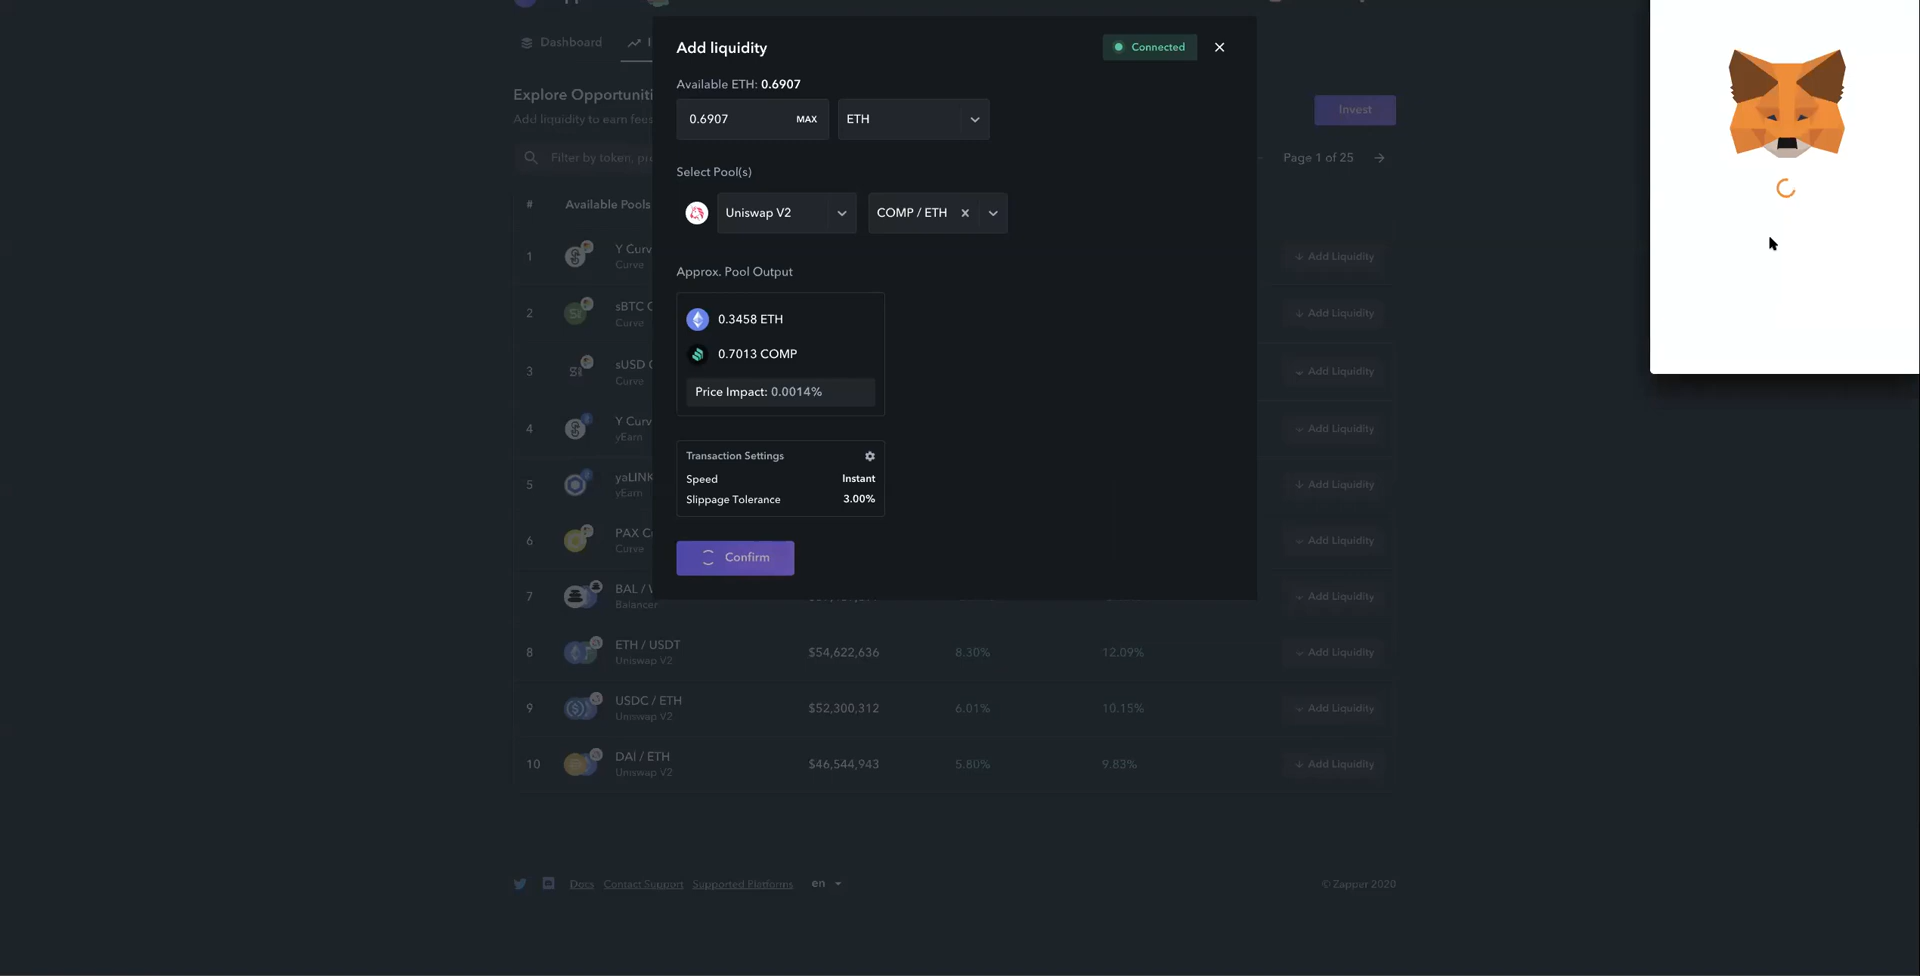 Dashboard
Add liquidity
Connected
Available ETH: 0.6907
0.6907 MAX ETH
Explore Opportuniti
Invest
Add liquidity to earn fees
Filter by token, pr
Page 1 of 25
Select Pool(s)
Uniswap V2 COMP / ETH
# Available Pools
1 Y Curv
Curve
Add Liquidity
Approx. Pool Output
0.3458 ETH
0.7013 COMP
Price Impact: 0.0014%
2 sBTC C
Curve
Add Liquidity
3 sUSD C
Curve
Add Liquidity
4 Y Curv
yEarn
Add Liquidity
Transaction Settings
Speed Instant
Slippage Tolerance 3.00%
5 yaLINK
yEarn
Add Liquidity
6 PAX C
Curve
Add Liquidity
Confirm
7 BAL / W
Balancer
Add Liquidity
8 ETH / USDT
Uniswap V2
$54,622,636 8.30% 12.09% Add Liquidity
9 USDC / ETH
Uniswap V2
$52,300,312 6.01% 10.15% Add Liquidity
10 DAI / ETH
Uniswap V2
$46,544,943 5.80% 9.83% Add Liquidity
Docs Contact Support Supported Platforms en
© Zapper 2020